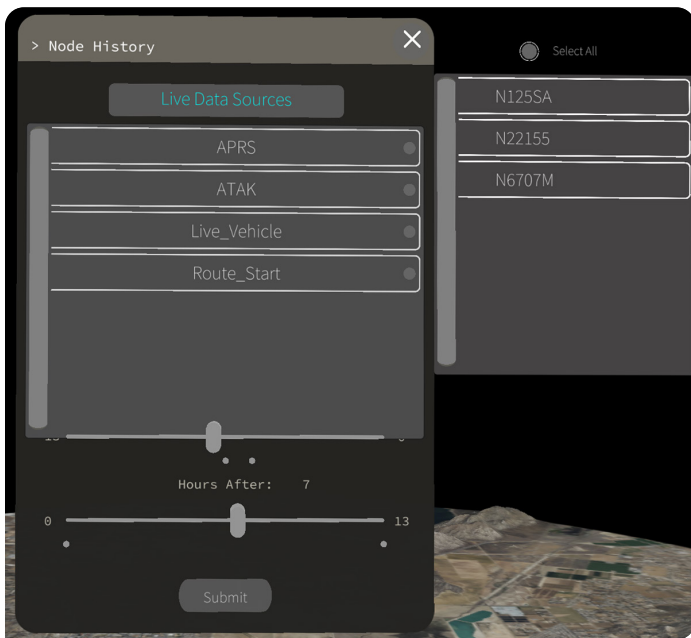 > Node History
Select All
Live Data Sources
N125SA
N22155
N6707M
APRS
ATAK
Live_Vehicle
Route_Start
Hours After: 7
0
13
Submit